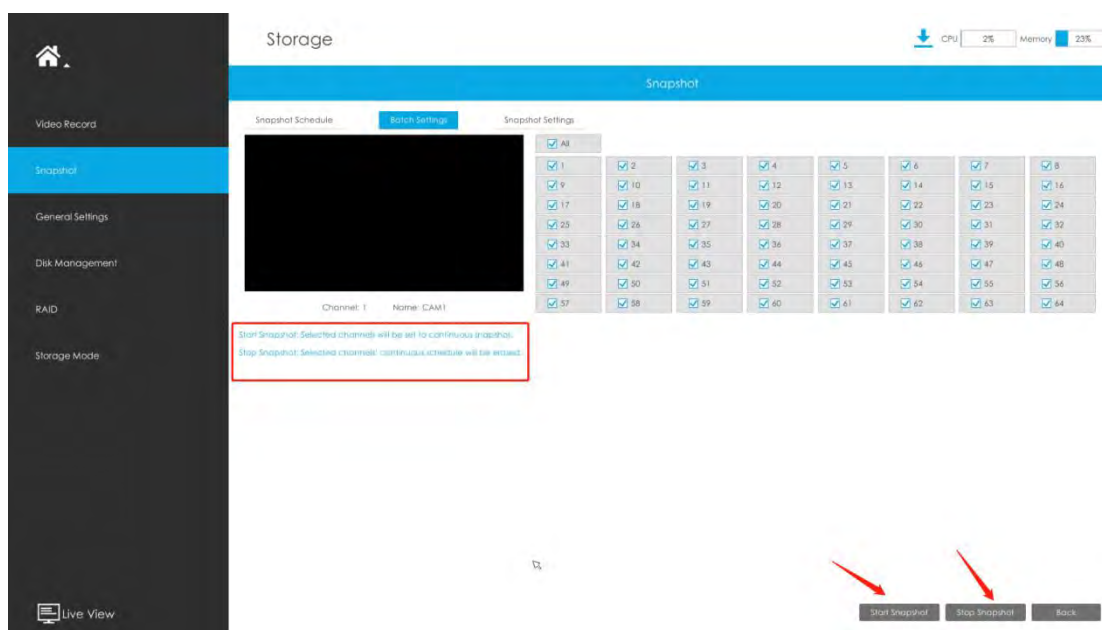 Storage
CPU 2% Memory 23%
Snapshot
Video Record
Snapshot
General Settings
Disk Management
RAID
Storage Mode
Live View
Snapshot Schedule Batch Settings Snapshot Settings
All
1 2 3 4 5 6 7 8
9 10 11 12 13 14 15 16
17 18 19 20 21 22 23 24
25 26 27 28 29 30 31 32
33 34 35 36 37 38 39 40
41 42 43 44 45 46 47 48
49 50 51 52 53 54 55 56
57 58 59 60 61 62 63 64
Channel: 1 Name: CAM1
Start Snapshot: Selected channels will be set to continuous snapshot.
Stop Snapshot: Selected channels' continuous schedule will be erased.
Start Snapshot Stop Snapshot Back